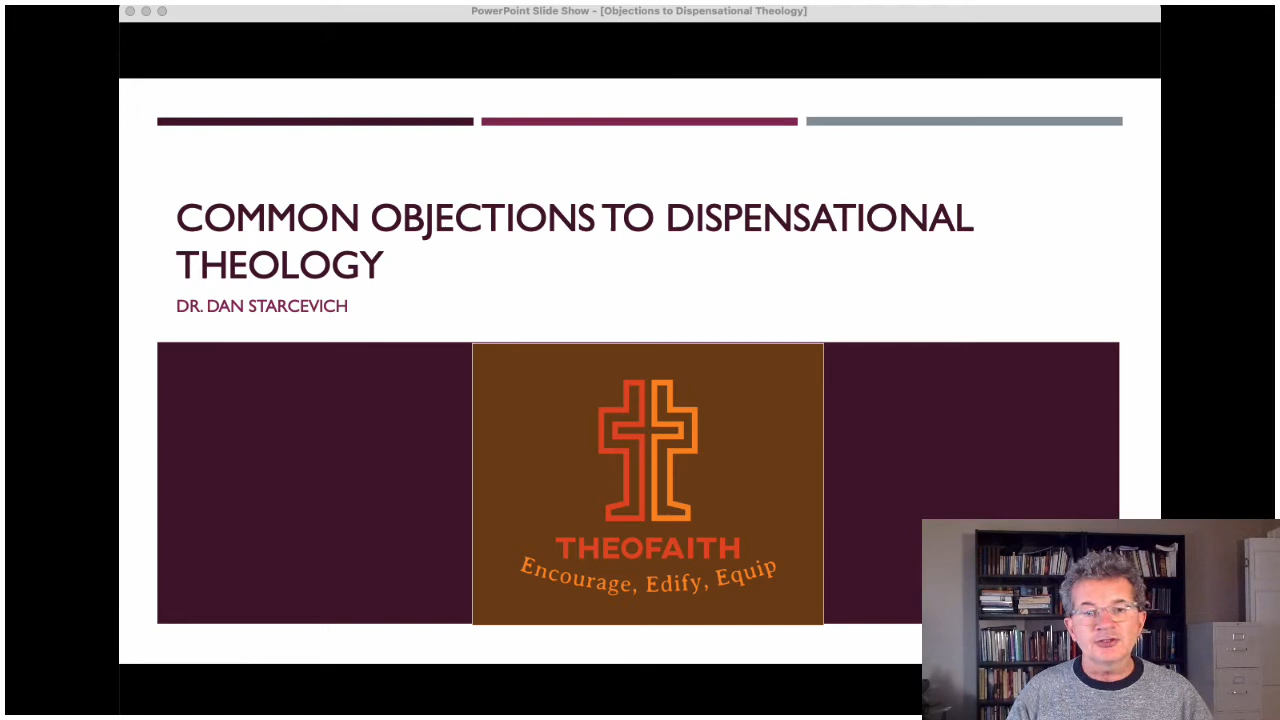 PowerPoint Slide Show - [Objections to Dispensational Theology]
COMMON OBJECTIONS TO DISPENSATIONAL
THEOLOGY
DR. DAN STARCEVICH
THEOFAITH
Encourage, Edify, Equip